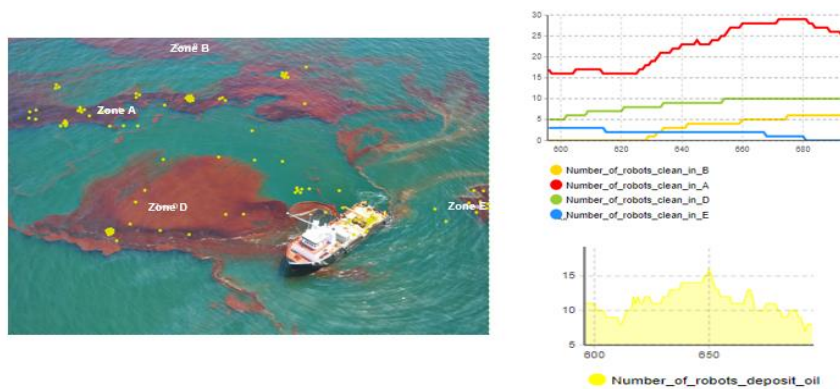 Zone B
Zone A
Zone D
Zone E
30
25
20
15
10
5
0
600
620
640
660
680
Number_of_robots_clean_in_B
Number_of_robots_clean_in_A
Number_of_robots_clean_in_D
Number_of_robots_clean_in_E
15
10
5
600
650
Number_of_robots_deposit_oil